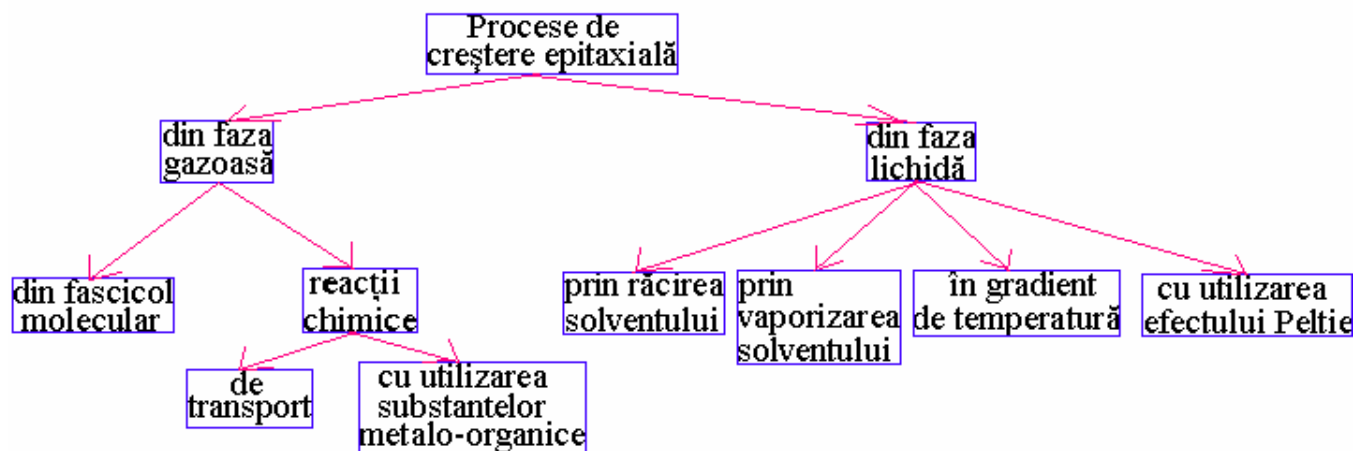 Procese de
creştere epitaxială
din faza
gazoasă
din faza
lichidă
din fascicol
molecular
reacţii
chimice
prin răcirea
solventului
prin
vaporizarea
solventului
în gradient
de temperatură
cu utilizarea
efectului Peltie
de
transport
cu utilizarea
substantelor
metalo-organice